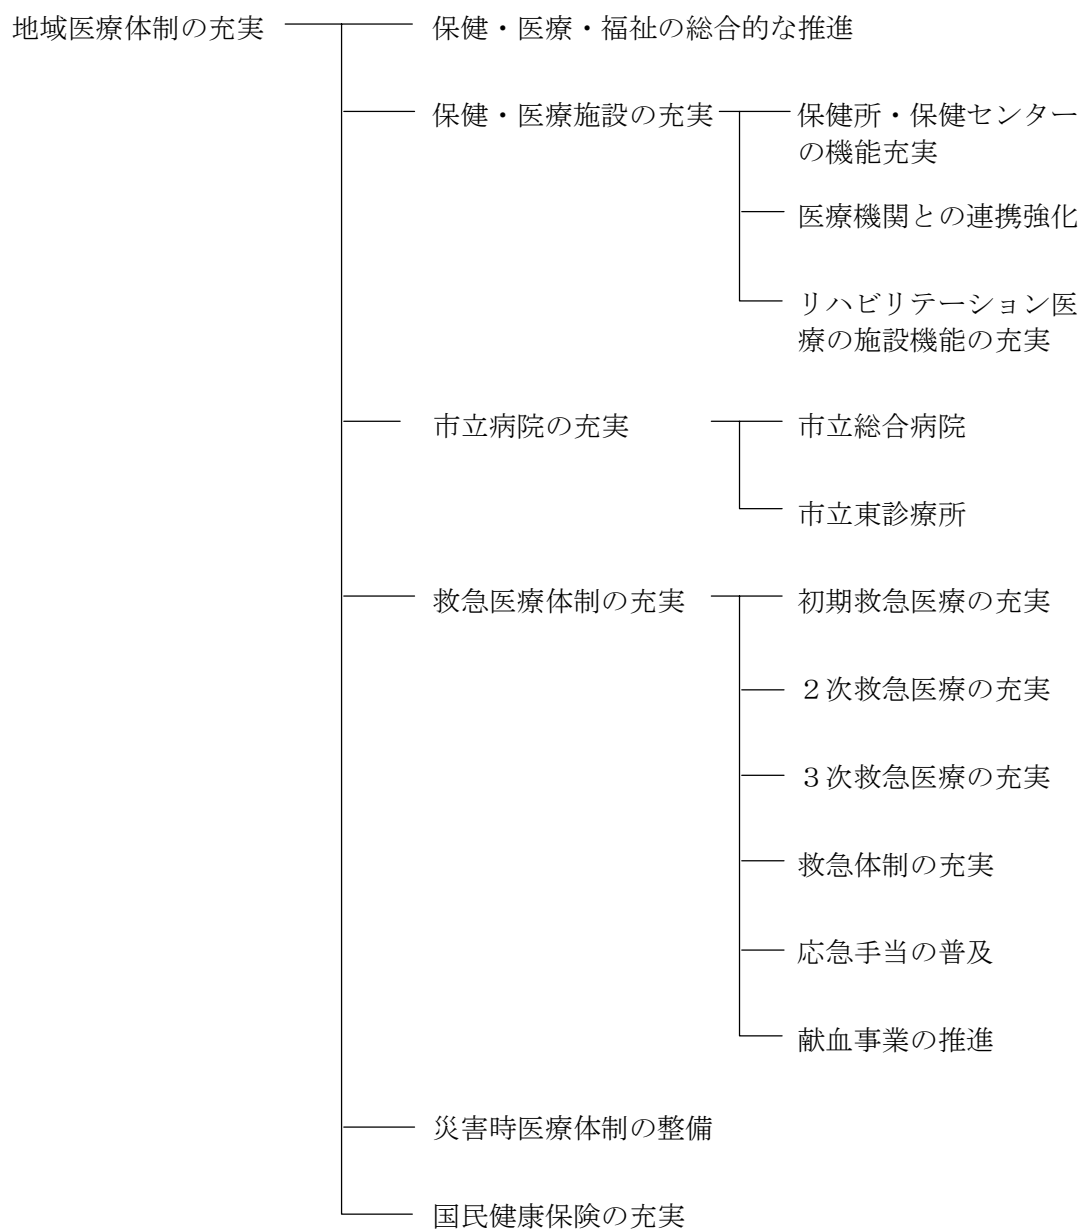 地域医療体制の充実
保健・医療・福祉の総合的な推進
保健・医療施設の充実
保健所・保健センター
の機能充実
医療機関との連携強化
リハビリテーション医
療の施設機能の充実
市立病院の充実
市立総合病院
市立東診療所
救急医療体制の充実
初期救急医療の充実
２次救急医療の充実
３次救急医療の充実
救急体制の充実
応急手当の普及
献血事業の推進
災害時医療体制の整備
国民健康保険の充実